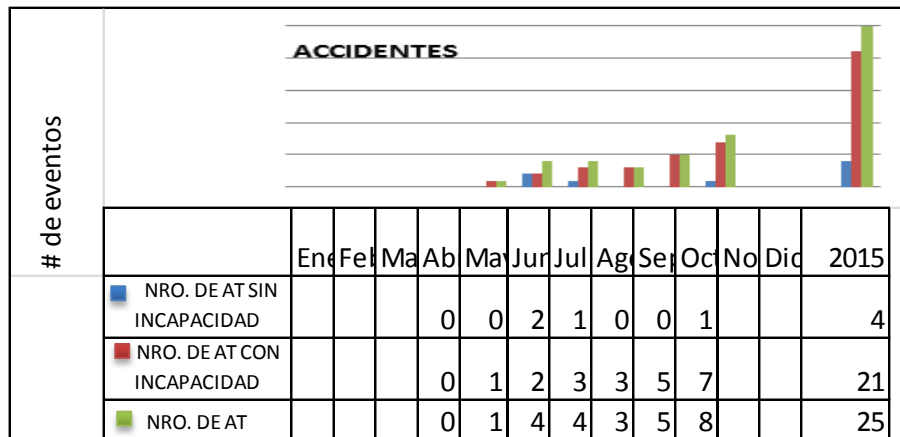 ACCIDENTES
# de eventos
Ene Feb Ma Ab May Jun Jul Ago Sep Oct No Dic 2015
NRO. DE AT SIN
INCAPACIDAD 0 0 2 1 0 0 1 4
NRO. DE AT CON
INCAPACIDAD 0 1 2 3 3 5 7 21
NRO. DE AT 0 1 4 4 3 5 8 25